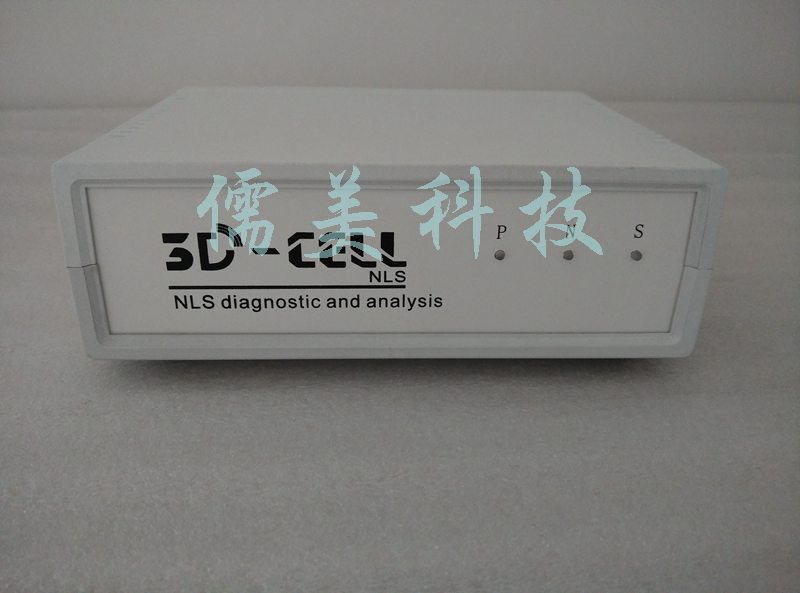 儒美科技
3D-CELL
NLS
NLS diagnostic and analysis
P N S